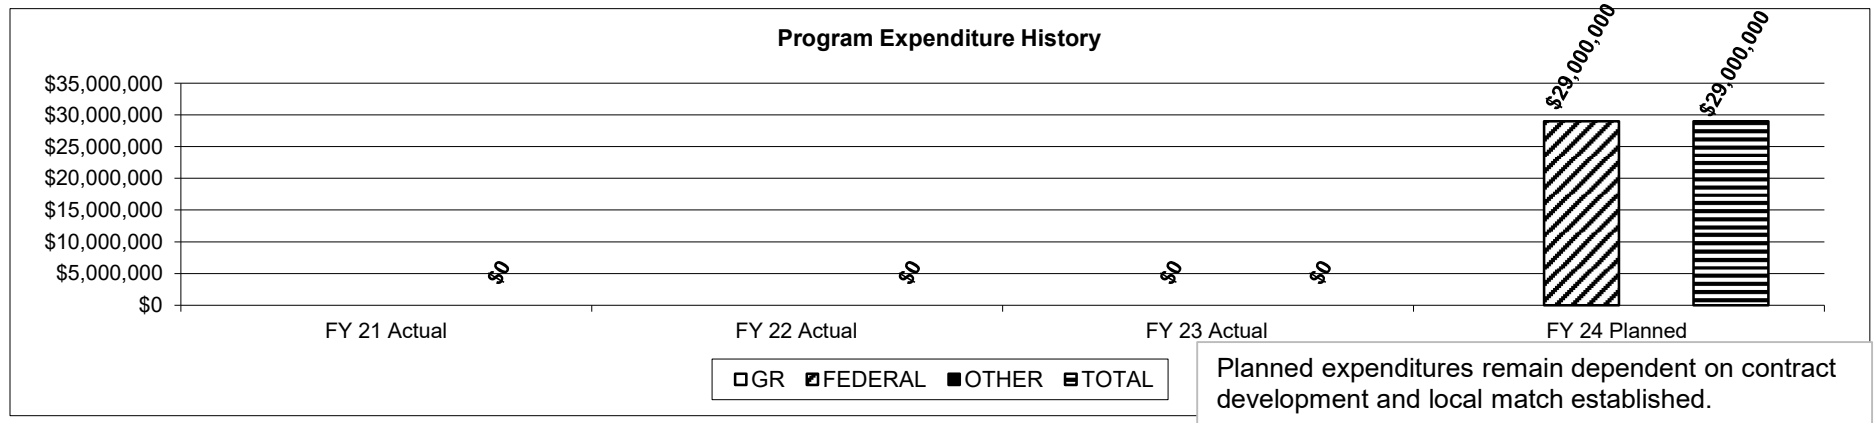 Program Expenditure History
$29,000,000
$29,000,000
$35,000,000
$30,000,000
$25,000,000
$20,000,000
$15,000,000
$10,000,000
$5,000,000
$0
$0
$0
$0
$0
FY 21 Actual
FY 22 Actual
FY 23 Actual
FY 24 Planned
GR FEDERAL OTHER TOTAL
Planned expenditures remain dependent on contract
development and local match established.